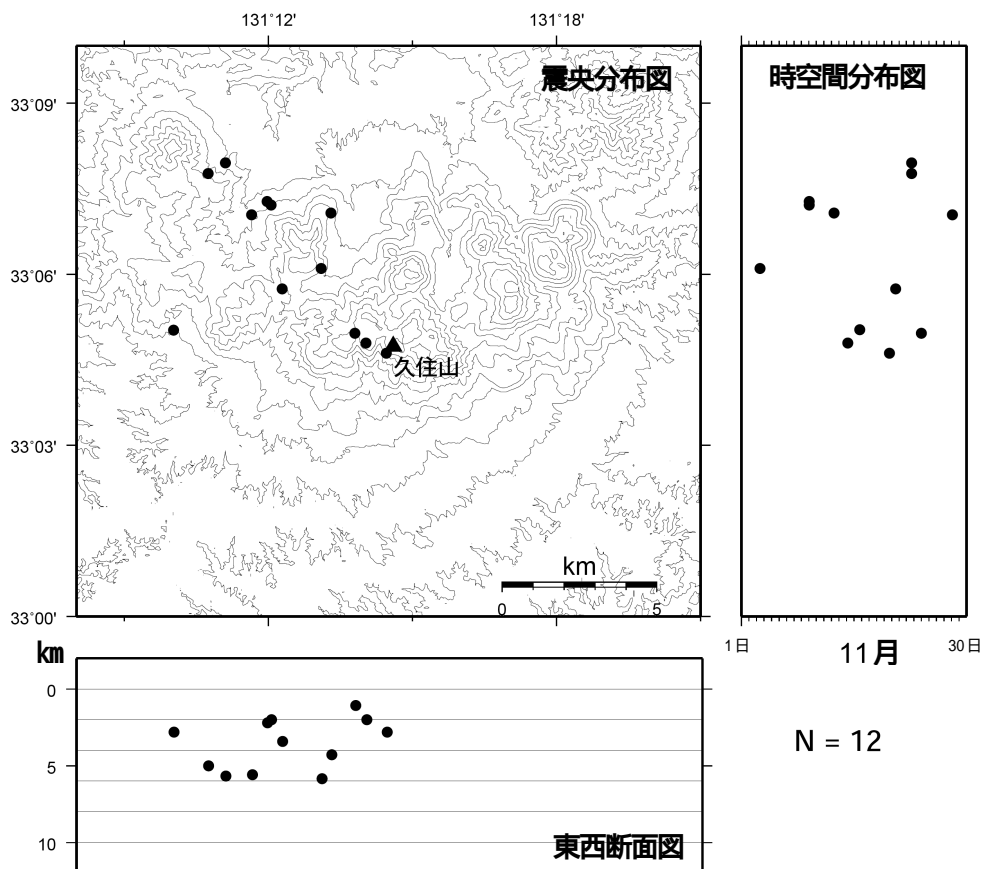 131°12'
131°18'
震央分布図
時空間分布図
33°09'
33°06'
久住山
33°03'
km
0
5
33°00'
1日
11月
30日
km
0
5
10
N = 12
東西断面図